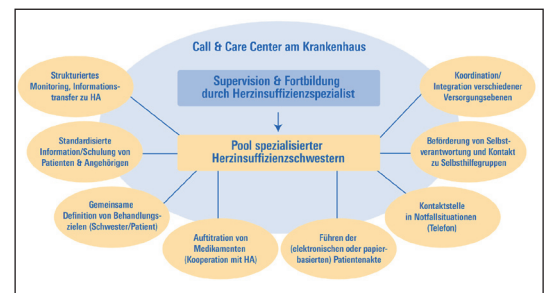 Call & Care Center am Krankenhaus
Supervision & Fortbildung
durch Herzinsuffizienzspezialist
Pool spezialisierter
Herzinsuffizienzschwestern
Strukturiertes
Monitoring, Informations-
transfer zu HA
Standardisierte
Information/Schulung von
Patienten & Angehörigen
Gemeinsame
Definition von Behandlungs-
zielen (Schwester/Patient)
Auftitration von
Medikamenten
(Kooperation mit HA)
Führen der
(elektronischen oder papier-
basierten) Patientenakte
Kontaktstelle
in Notfallsituationen
(Telefon)
Beförderung von Selbst-
verantwortung und Kontakt
zu Selbsthilfegruppen
Koordination/
Integration verschiedener
Versorgungsebenen